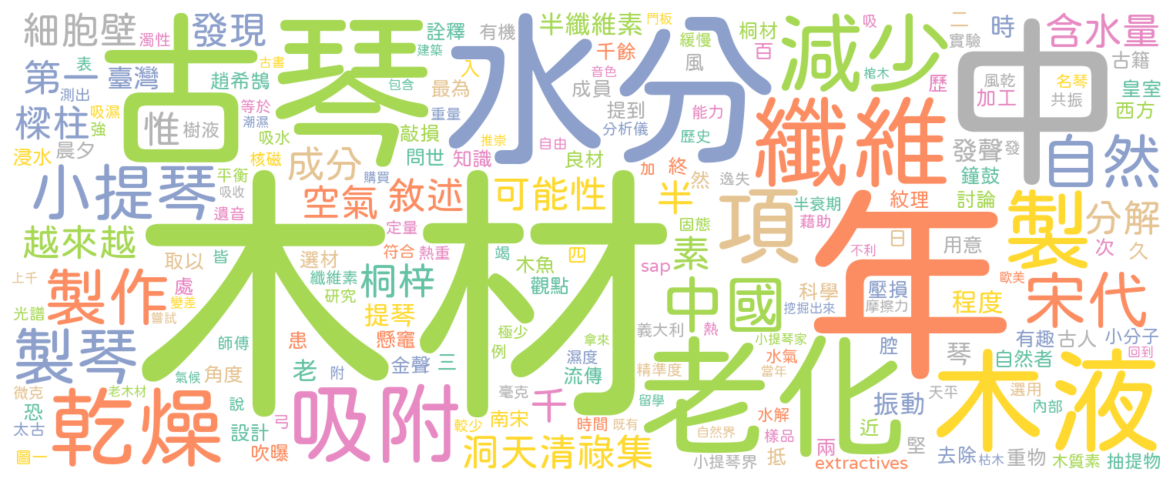 細胞壁
濁性
表
發現
古書
詮釋
建築
有機
半纖維素
千餘
門板
緩慢
風
桐材
百
吸
減少
二
實驗
時
含水量
古籍
第一
測出
臺灣
趙希鵠
等於
潮濕
古琴
包含
最為
入
成員
音色
提到
分析儀
水分
棺木
能力
歷史
歷
風乾
加工
共振
名琴
皇室
西方
中
樑柱
吸濕
強
惟
樹液
重量
吸水
敲損
推崇
自由
良材
纖維
發聲
發
鐘鼓
自然
浸水
晨夕
平衡
吸收
核磁
購買
成分
問世
知識
逸失
加
終
然
半衰期
藉助
紋理
討論
小提琴
遺音
空氣
敘述
可能性
半
固態
項
日
用意
製
分解
次
久
越來越
皆
定量
符合
熱重
竭
木魚
四
觀點
sap
素
年
不利
歐美
上千
製作
取以
處
選材
纖維素
研究
桐梓
木材
中國
科學
挖掘出來
壓損
摩擦力
程度
宋代
光譜
變差
嘗試
提琴
極少
例
拿來
義大利
熱
小提琴家
有趣
古人
小分子
回到
製琴
師傅
患
懸竈
金聲
三
濕度
流傳
精準度
水氣
當年
腔
琴
自然者
氣候
角度
老
附
老木材
微克
恐
太古
說
設計
弓
毫克
千
留學
老化
水解
樣品
振動
天平
選用
內部
木液
乾燥
吹曝
吸附
較少
南宋
時間
既有
自然界
兩
近
堅
圖一
洞天清祿集
小提琴界
抵
extractives
去除
枯木
重物
木質素
抽提物